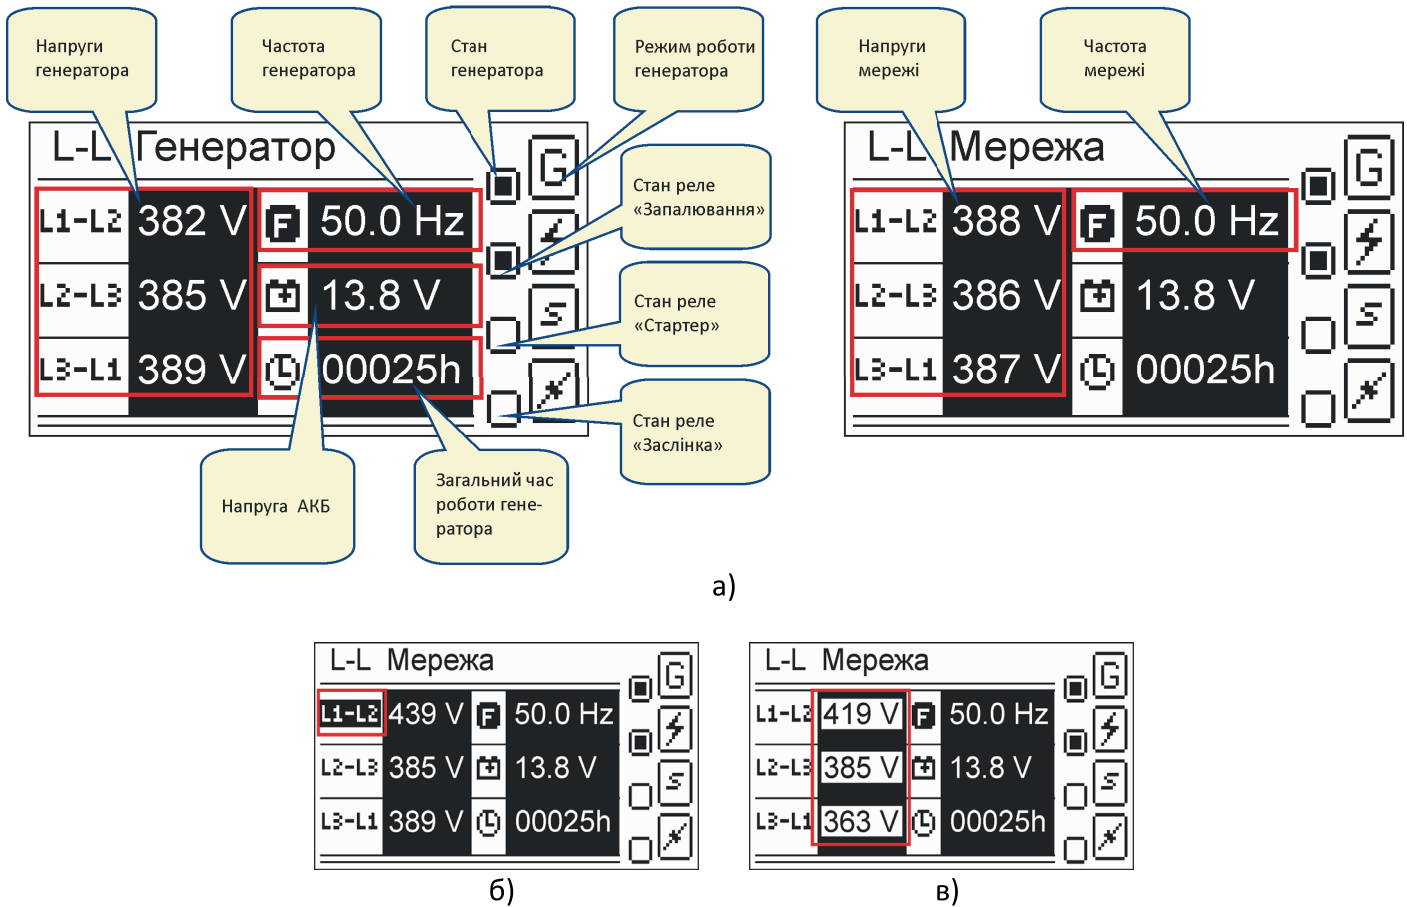 Напруги
генератора
Частота
генератора
Стан
генератора
Режим роботи
генератора
Напруги
мережі
Частота
мережі
L-L Генератор
G
L1-L2 382 V F 50.0 Hz
L2-L3 385 V 13.8 V
S
L3-L1 389 V 00025h
Стан реле
«Запалювання»
Стан реле
«Стартер»
Стан реле
«Заслінка»
Напруга АКБ
Загальний час
роботи гене-
ратора
L-L Мережа
G
L1-L2 388 V F 50.0 Hz
L2-L3 386 V 13.8 V
S
L3-L1 387 V 00025h
а)
L-L Мережа
G
L1-L2 439 V F 50.0 Hz
L2-L3 385 V 13.8 V
S
L3-L1 389 V 00025h
б)
L-L Мережа
G
L1-L2 419 V F 50.0 Hz
L2-L3 385 V 13.8 V
S
L3-L1 363 V 00025h
в)